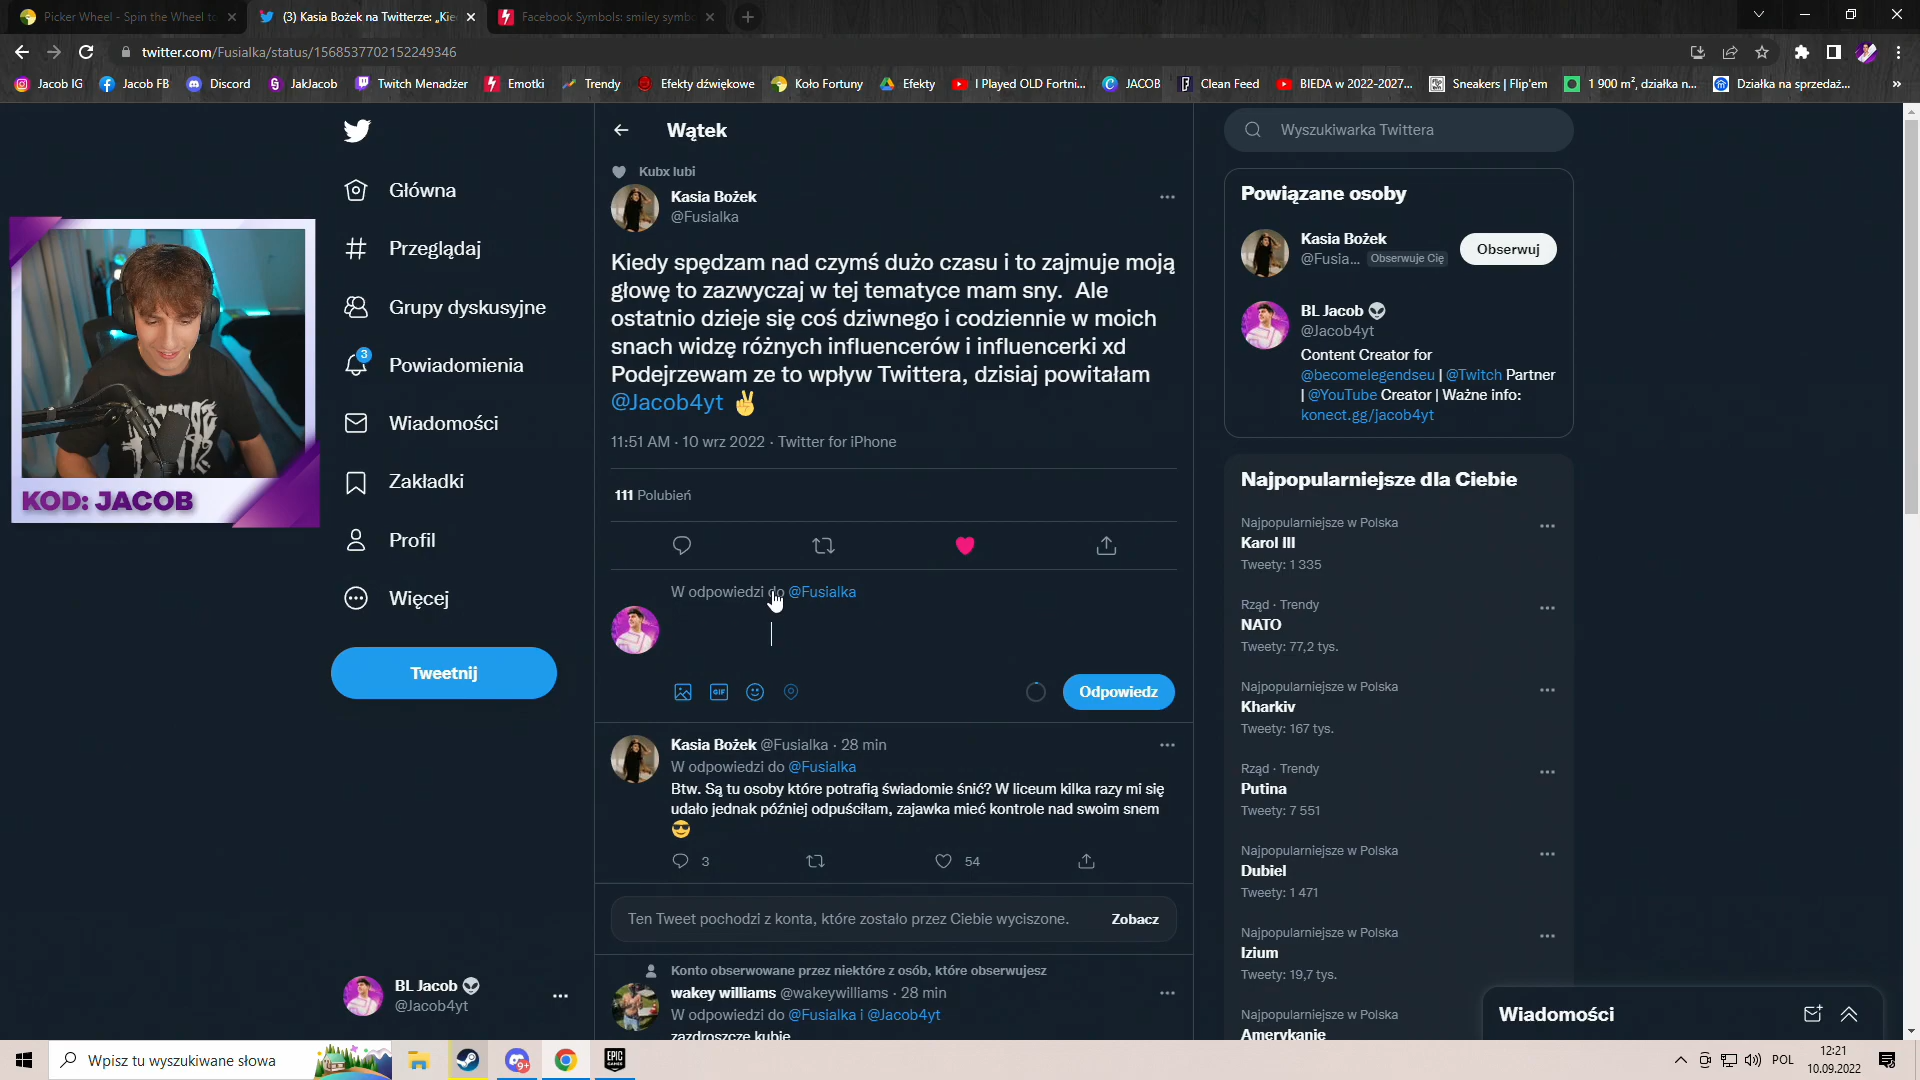 Picker Wheel - Spin the Wheel to
(3) Kasia Bożek na Twitterze: „Kie
Facebook Symbols: smiley symbo
twitter.com/Fusialka/status/1568537702152249346
Jacob IG
Jacob FB
Discord
JakJacob
Twitch Menadżer
Emotki
Trendy
Efekty dźwiękowe
Koło Fortuny
Efekty
I Played OLD Fortni...
JACOB
Clean Feed
BIEDA w 2022-2027...
Sneakers | Flip'em
1 900 m², działka n...
Działka na sprzedaż...
KOD: JACOB
Główna
Przeglądaj
Grupy dyskusyjne
3
Powiadomienia
Wiadomości
Zakładki
Profil
Więcej
Tweetnij
BL Jacob 👽
@Jacob4yt
Wątek
Kubx lubi
Kasia Bożek
@Fusialka
Kiedy spędzam nad czymś dużo czasu i to zajmuje moją
głowę to zazwyczaj w tej tematyce mam sny. Ale
ostatnio dzieje się coś dziwnego i codziennie w moich
snach widzę różnych influencerów i influencerki xd
Podejrzewam ze to wpływ Twittera, dzisiaj powitałam
@Jacob4yt ✌️
11:51 AM · 10 wrz 2022 · Twitter for iPhone
111 Polubień
W odpowiedzi do @Fusialka
GIF
Odpowiedz
Kasia Bożek @Fusialka · 28 min
W odpowiedzi do @Fusialka
Btw. Są tu osoby które potrafią świadomie śnić? W liceum kilka razy mi się
udało jednak później odpuściłam, zajawka mieć kontrole nad swoim snem
😎
3
54
Ten Tweet pochodzi z konta, które zostało przez Ciebie wyciszone.
Zobacz
Konto obserwowane przez niektóre z osób, które obserwujesz
wakey williams @wakeywilliams · 28 min
W odpowiedzi do @Fusialka i @Jacob4yt
zazdroszcze kubie
Wyszukiwarka Twittera
Powiązane osoby
Kasia Bożek
@Fusia... Obserwuje Cię
Obserwuj
BL Jacob 👽
@Jacob4yt
Content Creator for
@becomelegendseu | @Twitch Partner
| @YouTube Creator | Ważne info:
konect.gg/jacob4yt
Najpopularniejsze dla Ciebie
Najpopularniejsze w Polska
Karol III
Tweety: 1 335
Rząd · Trendy
NATO
Tweety: 77,2 tys.
Najpopularniejsze w Polska
Kharkiv
Tweety: 167 tys.
Rząd · Trendy
Putina
Tweety: 7 551
Najpopularniejsze w Polska
Dubiel
Tweety: 1 471
Najpopularniejsze w Polska
Izium
Tweety: 19,7 tys.
Najpopularniejsze w Polska
Amerykanie
Wiadomości
Wpisz tu wyszukiwane słowa
9+
EPIC
GAMES
POL
12:21
10.09.2022